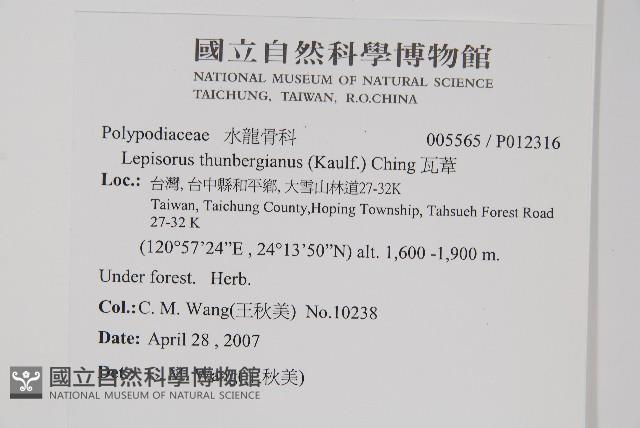 國立自然科學博物館
NATIONAL MUSEUM OF NATURAL SCIENCE
TAICHUNG, TAIWAN, R.O.CHINA
Polypodiaceae 水龍骨科 005565 / P012316
Lepisorus thunbergianus (Kaulf.) Ching 瓦葦
Loc.: 台灣, 台中縣和平鄉, 大雪山林道27-32K
Taiwan, Taichung County,Hoping Township, Tahsueh Forest Road
27-32 K
(120°57'24”E , 24°13'50”N) alt. 1,600 -1,900 m.
Under forest. Herb.
Col.:C. M. Wang(王秋美) No.10238
Date: April 28 , 2007
Det.: C. M. Wang(王秋美)
國立自然科學博物館
NATIONAL MUSEUM OF NATURAL SCIENCE